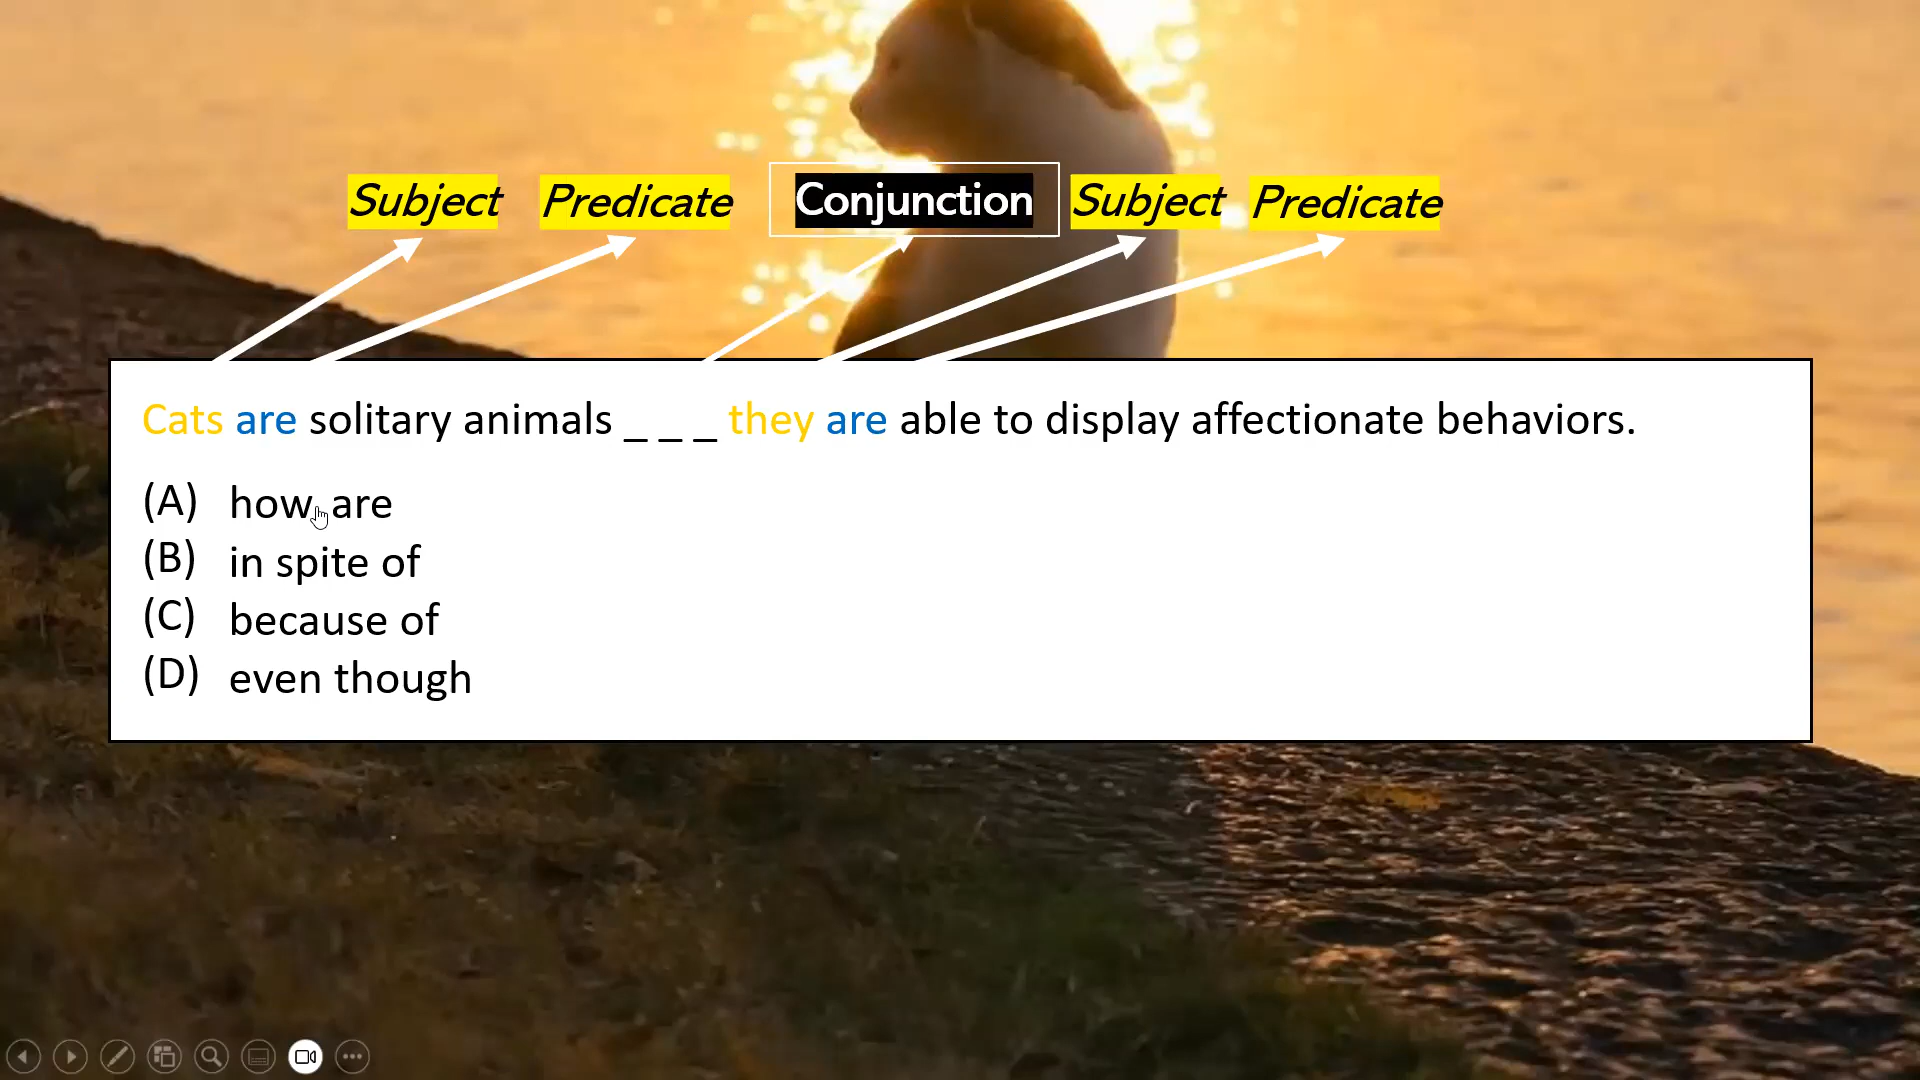 Subject Predicate Conjunction Subject Predicate
Cats are solitary animals _ _ _ they are able to display affectionate behaviors.
(A) how are
(B) in spite of
(C) because of
(D) even though